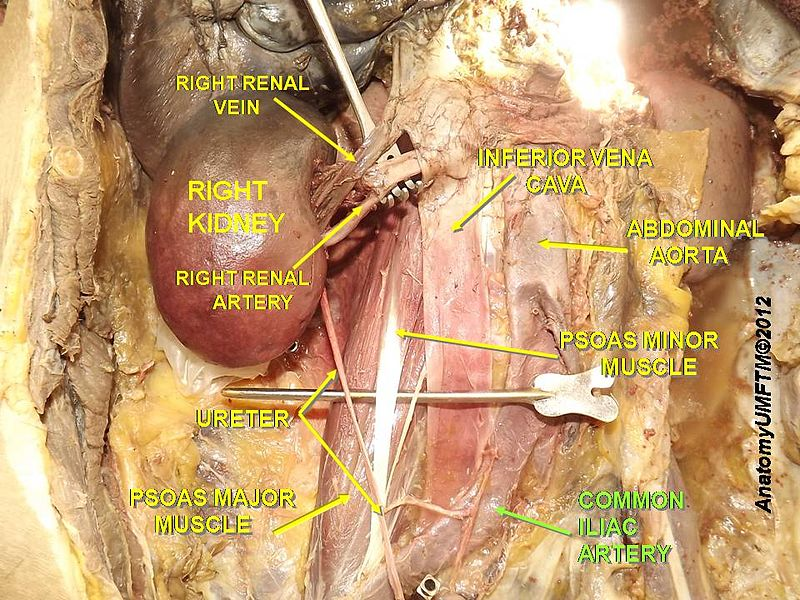 RIGHT RENAL
VEIN
RIGHT
KIDNEY
RIGHT RENAL
ARTERY
INFERIOR VENA
CAVA
ABDOMINAL
AORTA
PSOAS MINOR
MUSCLE
URETER
PSOAS MAJOR
MUSCLE
COMMON
ILIAC
ARTERY
AnatomyUMFTIM©2012